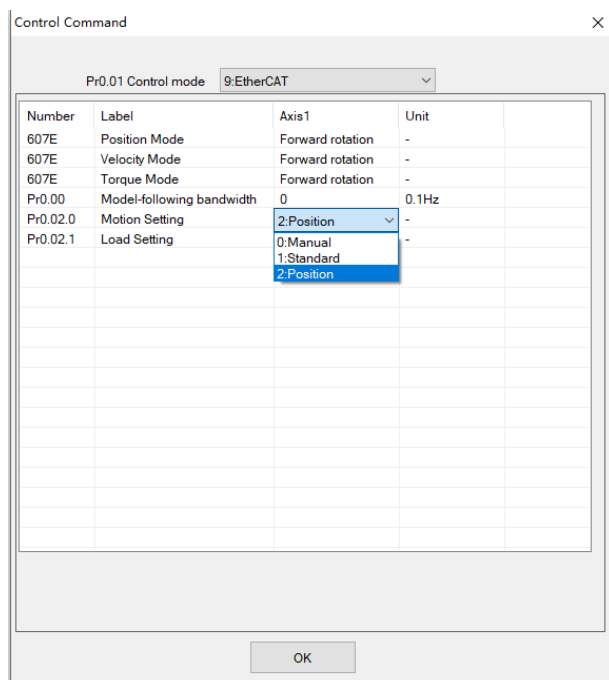 Control Command
Pr0.01 Control mode 9:EtherCAT
Number Label Axis1 Unit
607E Position Mode Forward rotation -
607E Velocity Mode Forward rotation -
607E Torque Mode Forward rotation -
Pr0.00 Model-following bandwidth 0 0.1Hz
Pr0.02.0 Motion Setting 2:Position -
Pr0.02.1 Load Setting -
0:Manual
1:Standard
2:Position
OK